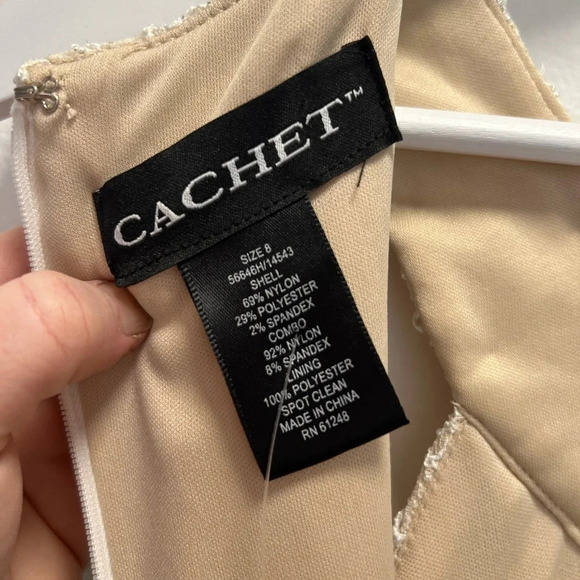 CACHET™
SIZE 8
56646H/14543
SHELL
69% NYLON
29% POLYESTER
2% SPANDEX
COMBO
92% NYLON
8% SPANDEX
LINING
100% POLYESTER
SPOT CLEAN
MADE IN CHINA
RN 61248